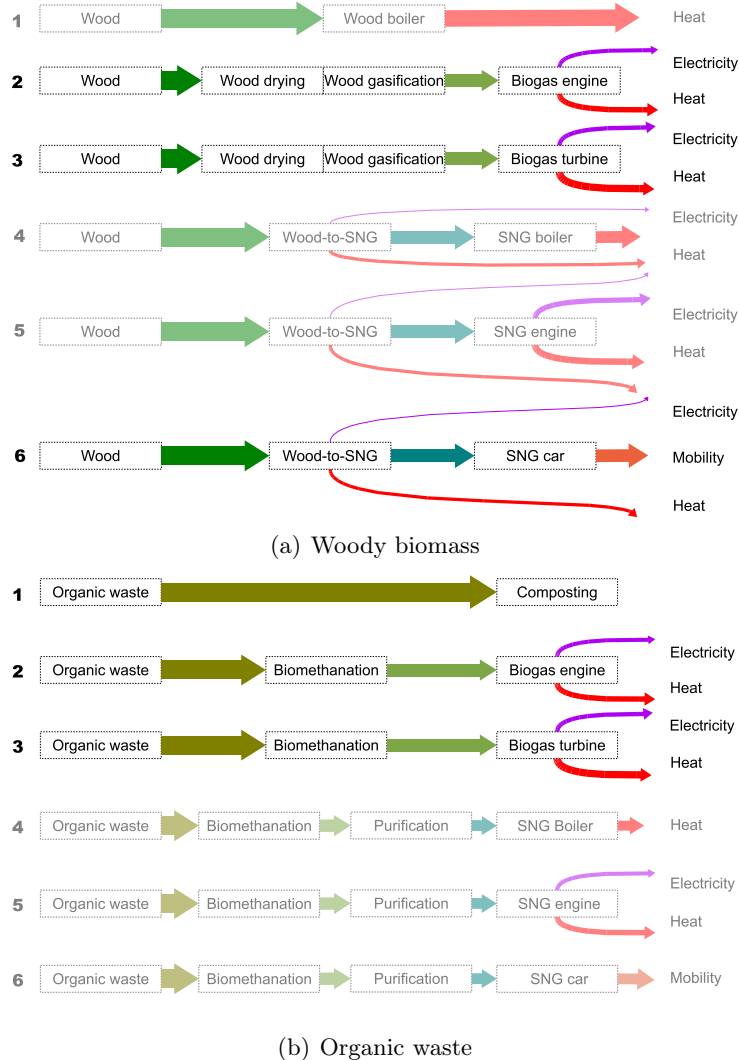 1 Wood Wood boiler Heat
Electricity
2 Wood Wood drying Wood gasification Biogas engine
Heat
Electricity
3 Wood Wood drying Wood gasification Biogas turbine
Heat
Electricity
4 Wood Wood-to-SNG SNG boiler
Heat
Electricity
5 Wood Wood-to-SNG SNG engine
Heat
Electricity
6 Wood Wood-to-SNG SNG car Mobility
Heat
(a) Woody biomass
1 Organic waste Composting
Electricity
2 Organic waste Biomethanation Biogas engine
Heat
Electricity
3 Organic waste Biomethanation Biogas turbine
Heat
4 Organic waste Biomethanation Purification SNG Boiler Heat
Electricity
5 Organic waste Biomethanation Purification SNG engine
Heat
6 Organic waste Biomethanation Purification SNG car Mobility
(b) Organic waste